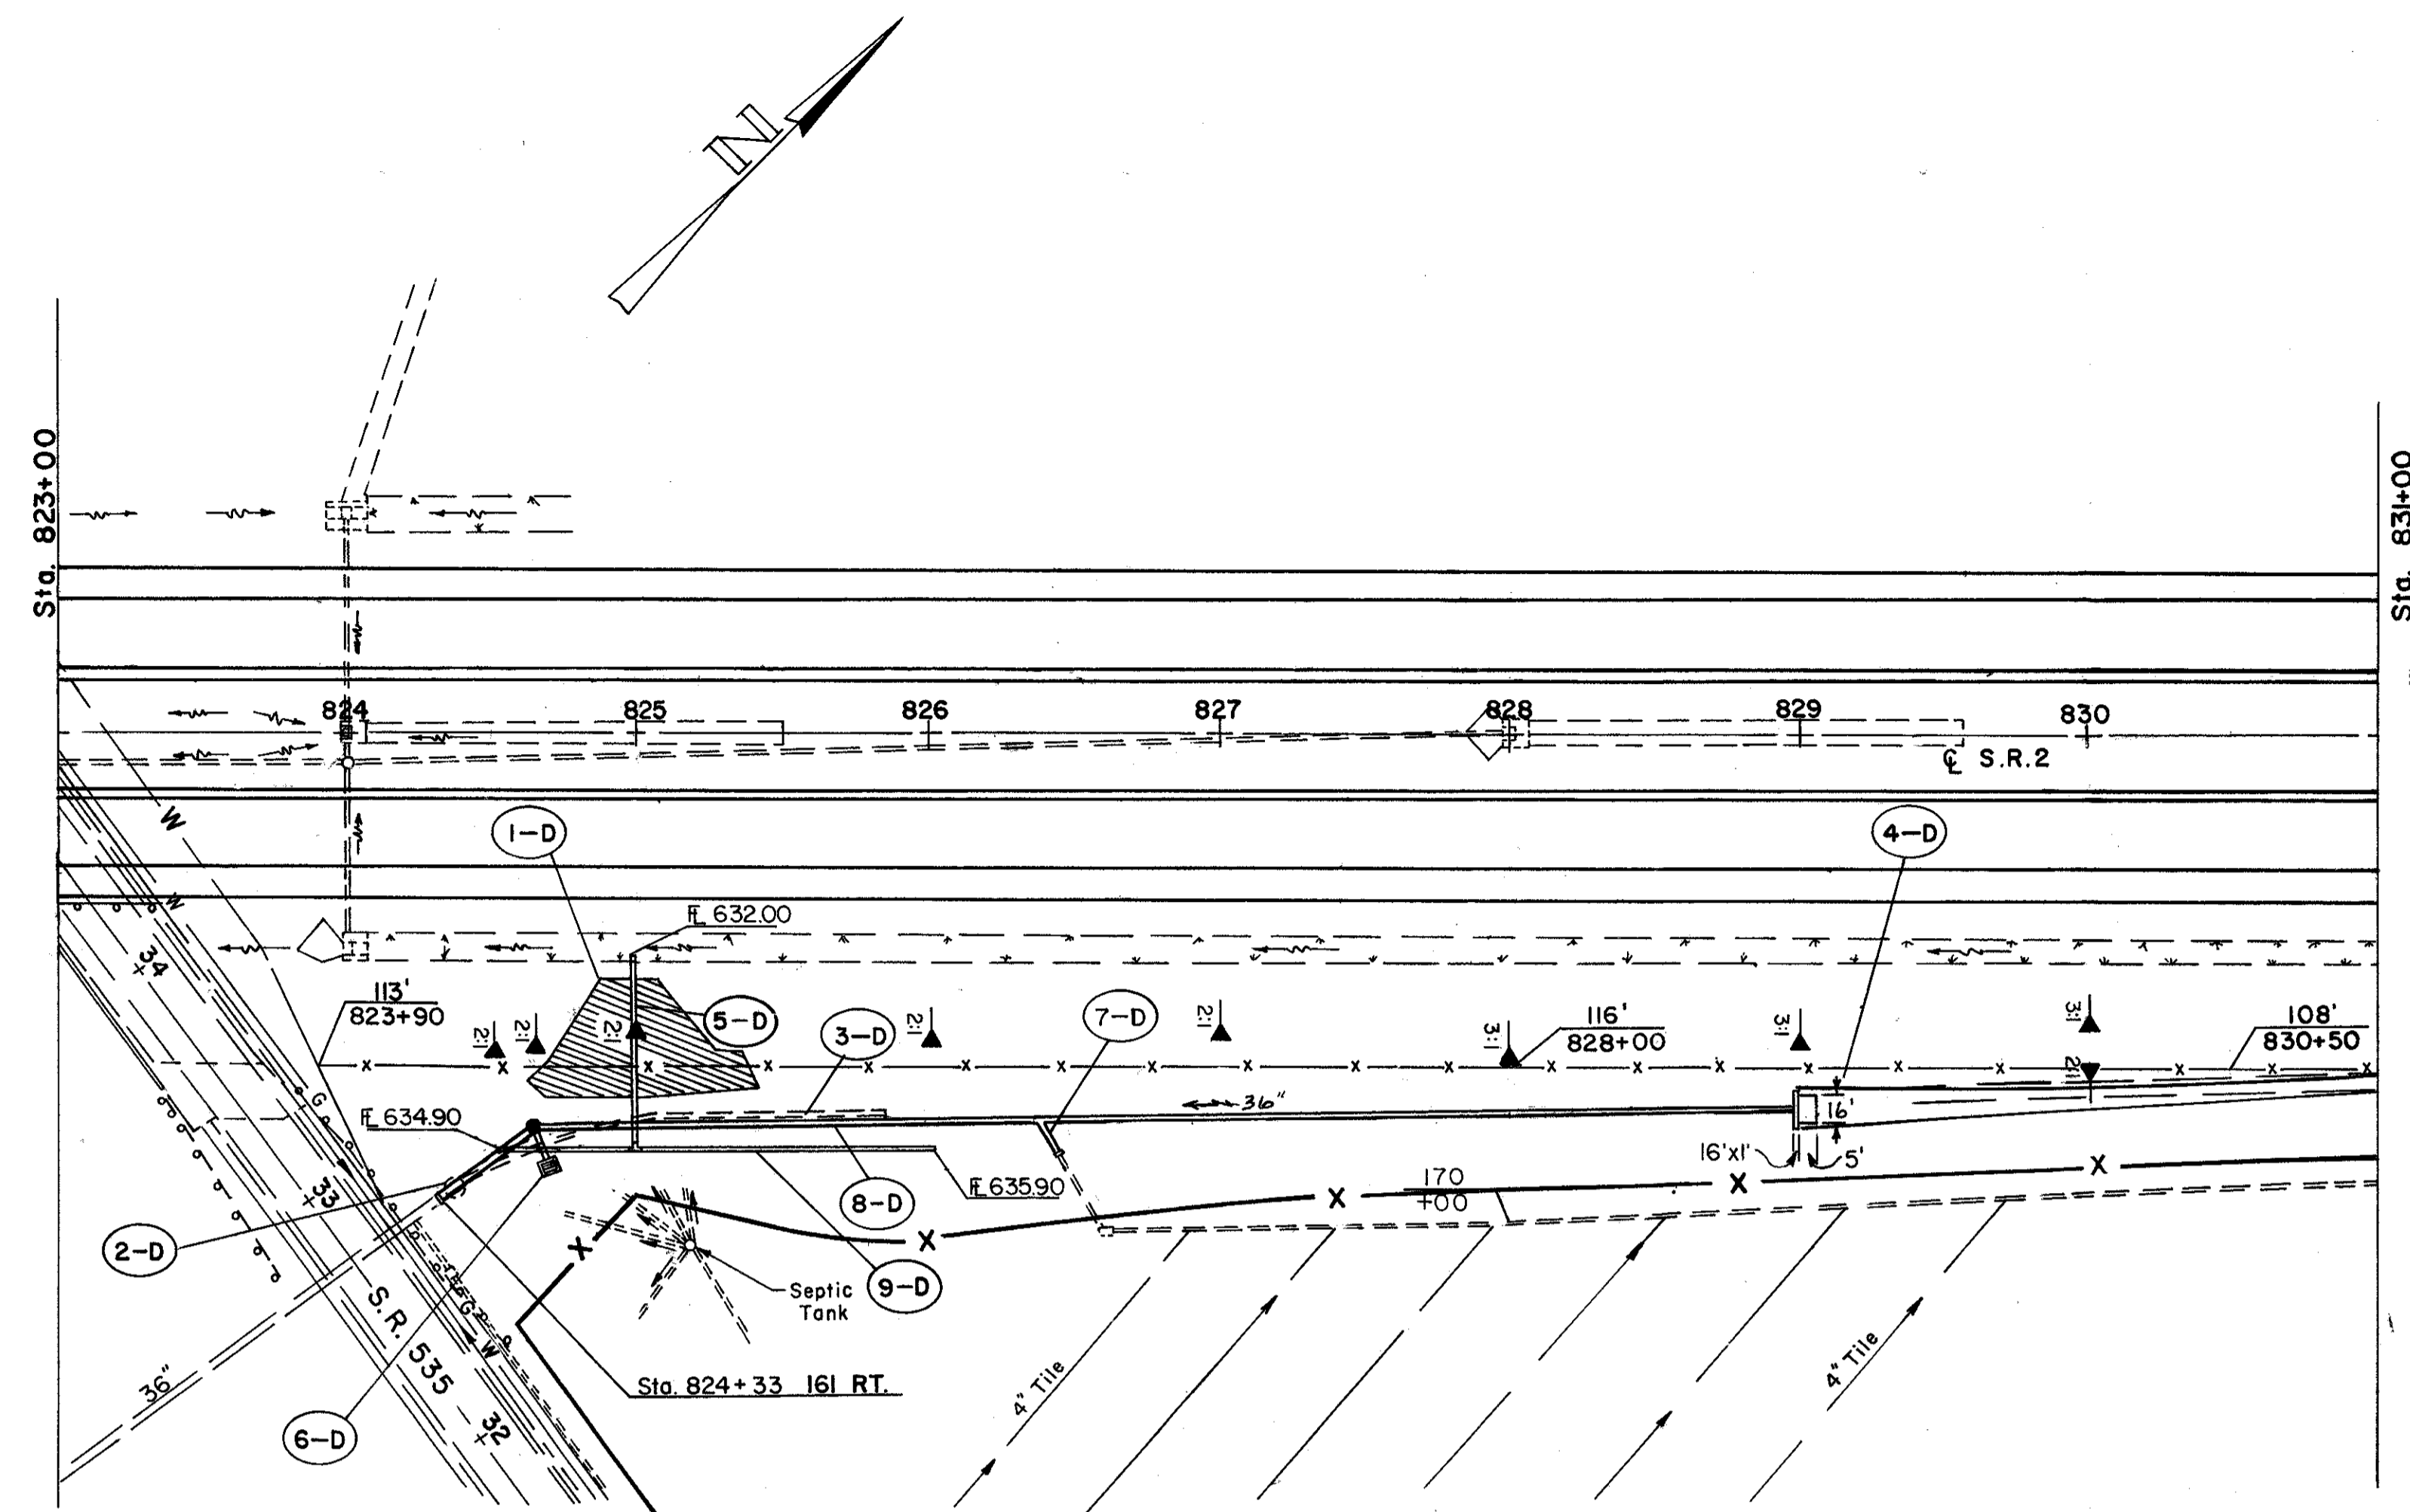 N
Sta. 823+00
Sta. 831+00
824
825
826
827
828
829
830
℄ S.R.2
W
W
1-D
4-D
F̶L̶ 632.00
34
113'
823+90
2:1
2:1
2:1
5-D
3-D
2:1
7-D
2:1
3:1
116'
828+00
3:1
3:1
108'
830+50
2:1
G
F̶L̶ 634.90
36"
16'
16'x1'
5'
33
8-D
F̶L̶ 635.90
170
+00
2-D
9-D
Septic
Tank
G
W
S.R. 535
36"
Sta. 824+33 161 RT.
4" Tile
4" Tile
6-D
32